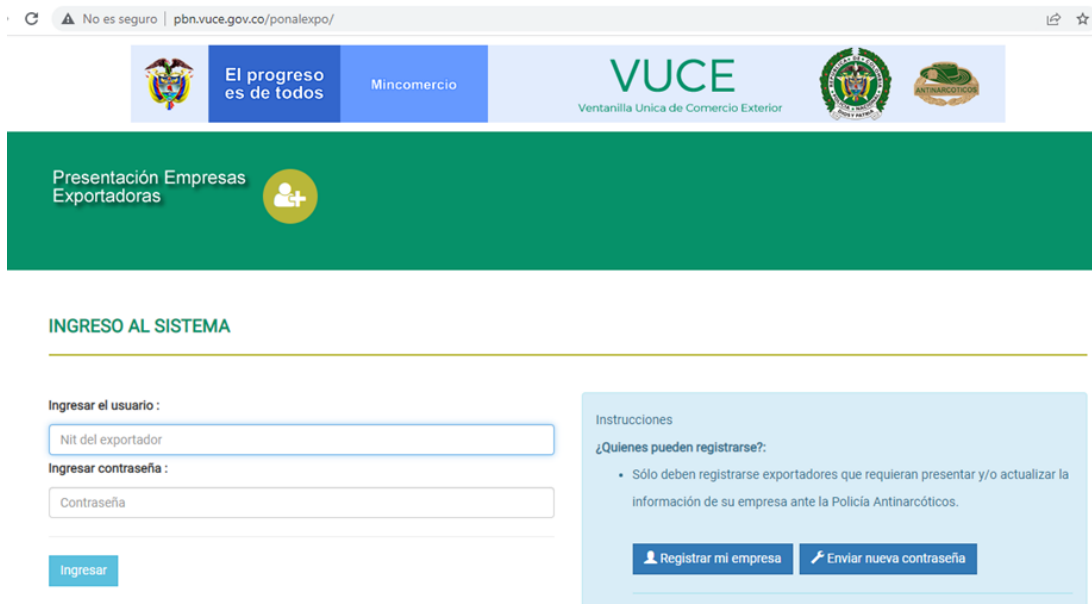 No es seguro | pbn.vuce.gov.co/ponalexpo/
El progreso
es de todos
Mincomercio
VUCE
Ventanilla Unica de Comercio Exterior
ANTINARCOTICOS
Presentación Empresas
Exportadoras
INGRESO AL SISTEMA
Ingresar el usuario :
Nit del exportador
Ingresar contraseña :
Contraseña
Ingresar
Instrucciones
¿Quienes pueden registrarse?:
• Sólo deben registrarse exportadores que requieran presentar y/o actualizar la
información de su empresa ante la Policía Antinarcóticos.
Registrar mi empresa
Enviar nueva contraseña